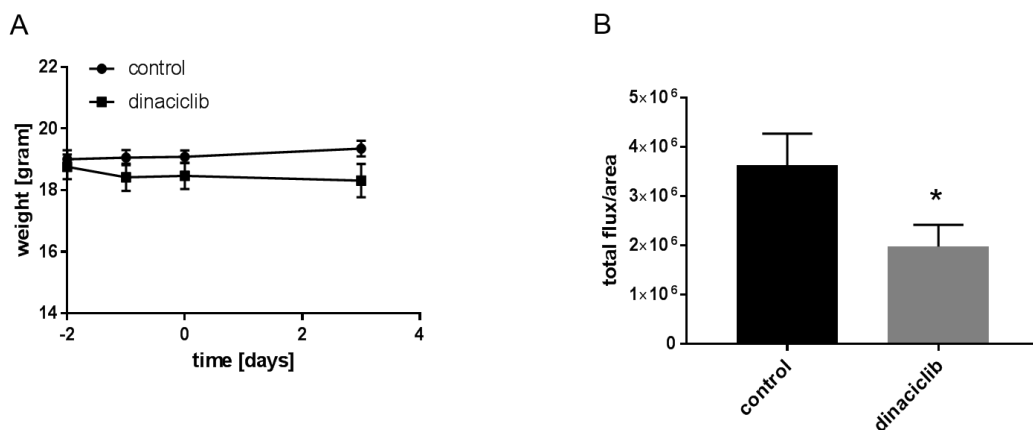 A
22
20
18
16
14
control
dinaciclib
weight [gram]
-2
0
2
4
time [days]
B
5×10⁶
4×10⁶
3×10⁶
2×10⁶
1×10⁶
0
total flux/area
*
control
dinaciclib